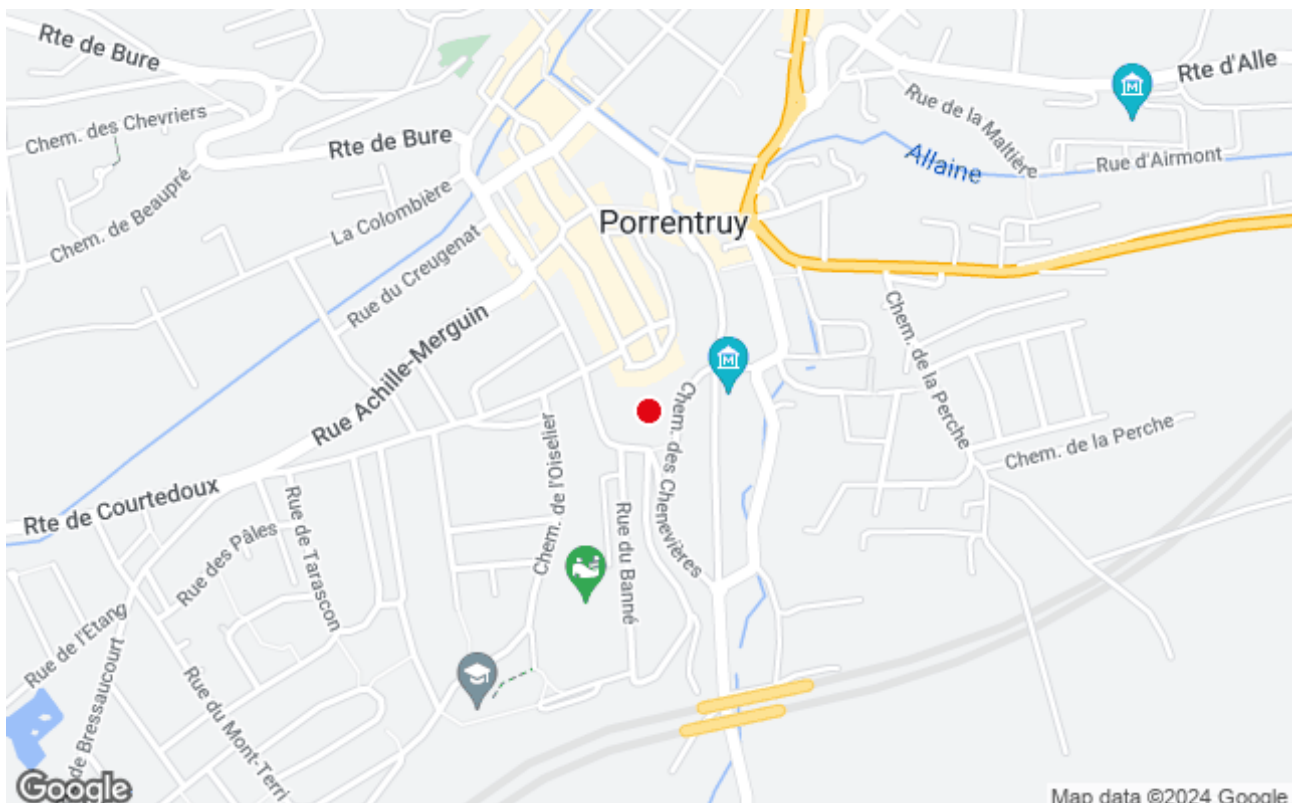 Rte de Bure
Rte d'Alle
Chem. des Chevriers
Rue de la Maltière
Rte de Bure
Allaine
Rue d'Airmont
La Colombière
Chem. de Beaupré
Porrentruy
Rue du Creugenat
Rue Achille-Merguin
Chem. de la Perche
Chem. des Chenevières
Chem. de l'Oiselier
Chem. de la Perche
Rte de Courtedoux
Rue de Tarascon
Rue des Pâles
Rue du Banné
Rue de l'Etang
de Bressaucourt
Rue du Mont-Terri
Google
Map data ©2024 Google